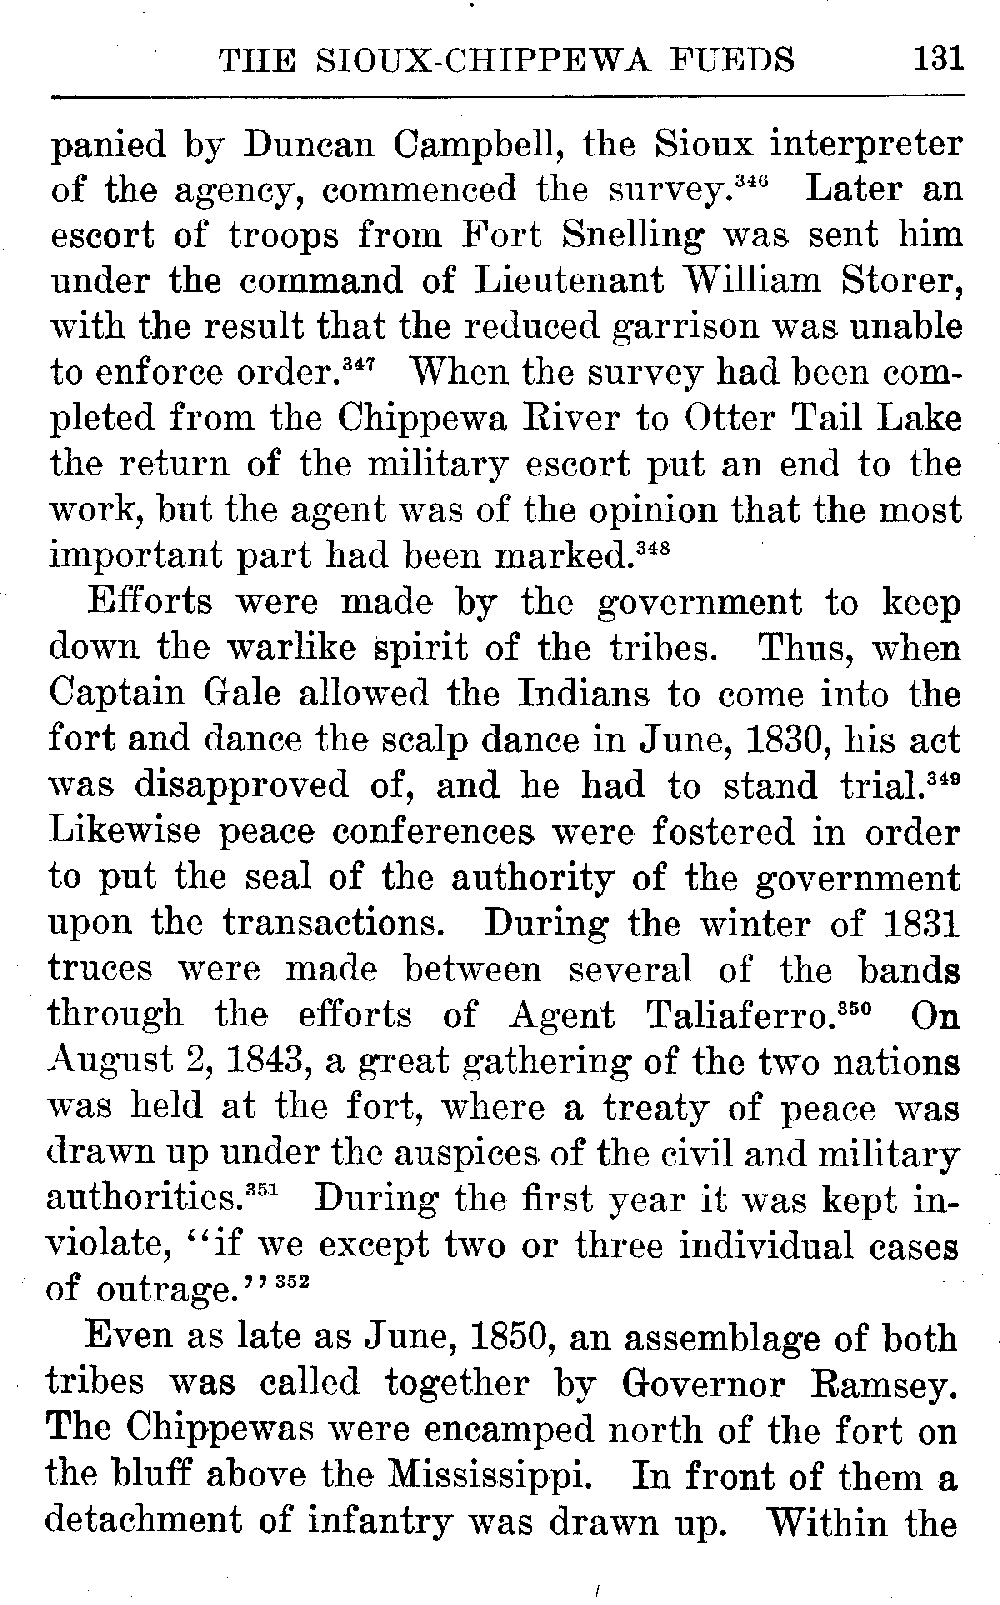 THE SIOUX-CHIPPEWA FUEDS 131
panied by Duncan Campbell, the Sioux interpreter
of the agency, commenced the survey.³⁴⁶ Later an
escort of troops from Fort Snelling was sent him
under the command of Lieutenant William Storer,
with the result that the reduced garrison was unable
to enforce order.³⁴⁷ When the survey had been com-
pleted from the Chippewa River to Otter Tail Lake
the return of the military escort put an end to the
work, but the agent was of the opinion that the most
important part had been marked.³⁴⁸
Efforts were made by the government to keep
down the warlike spirit of the tribes. Thus, when
Captain Gale allowed the Indians to come into the
fort and dance the scalp dance in June, 1830, his act
was disapproved of, and he had to stand trial.³⁴⁹
Likewise peace conferences were fostered in order
to put the seal of the authority of the government
upon the transactions. During the winter of 1831
truces were made between several of the bands
through the efforts of Agent Taliaferro.³⁵⁰ On
August 2, 1843, a great gathering of the two nations
was held at the fort, where a treaty of peace was
drawn up under the auspices of the civil and military
authorities.³⁵¹ During the first year it was kept in-
violate, "if we except two or three individual cases
of outrage."³⁵²
Even as late as June, 1850, an assemblage of both
tribes was called together by Governor Ramsey.
The Chippewas were encamped north of the fort on
the bluff above the Mississippi. In front of them a
detachment of infantry was drawn up. Within the